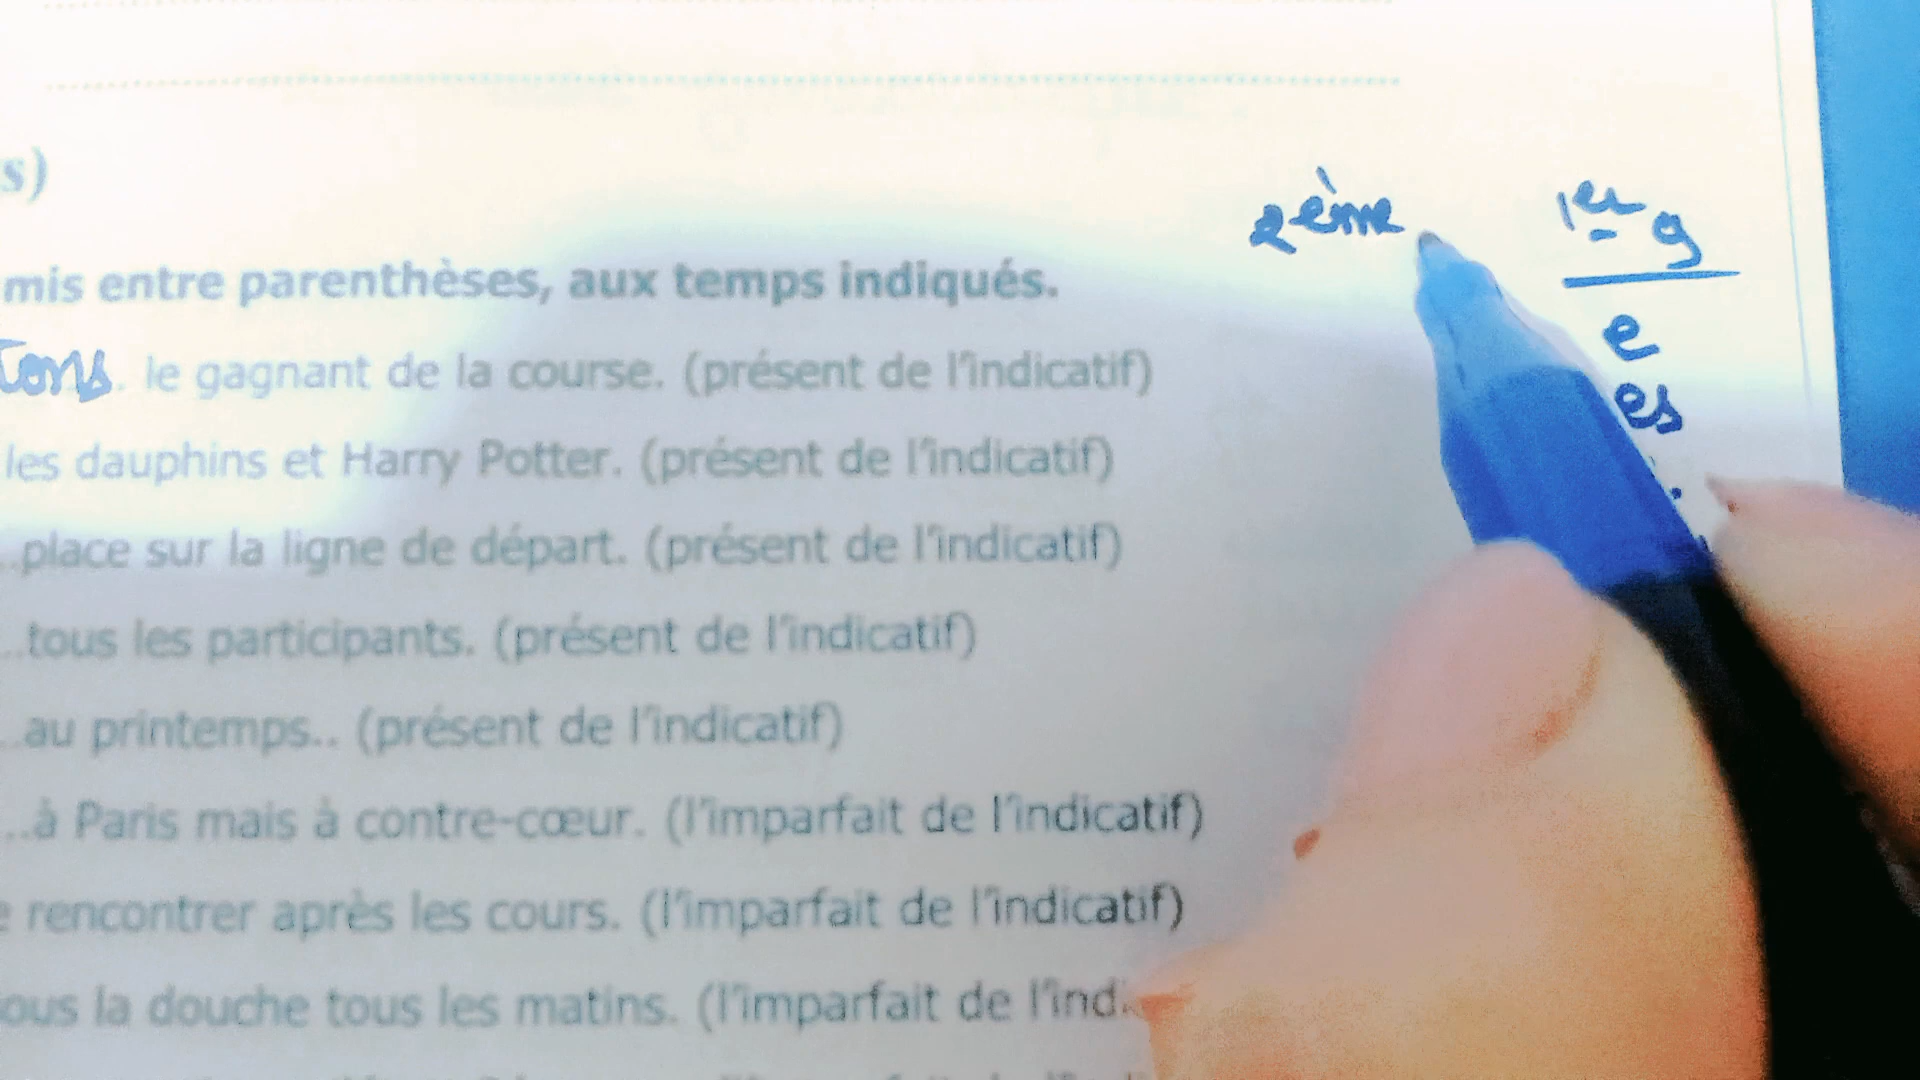 s)
2ème
1er g
mis entre parenthèses, aux temps indiqués.
e
tons. le gagnant de la course. (présent de l'indicatif)
es
les dauphins et Harry Potter. (présent de l'indicatif)
..place sur la ligne de départ. (présent de l'indicatif)
..tous les participants. (présent de l'indicatif)
..au printemps.. (présent de l'indicatif)
..à Paris mais à contre-cœur. (l'imparfait de l'indicatif)
e rencontrer après les cours. (l'imparfait de l'indicatif)
ous la douche tous les matins. (l'imparfait de l'indi